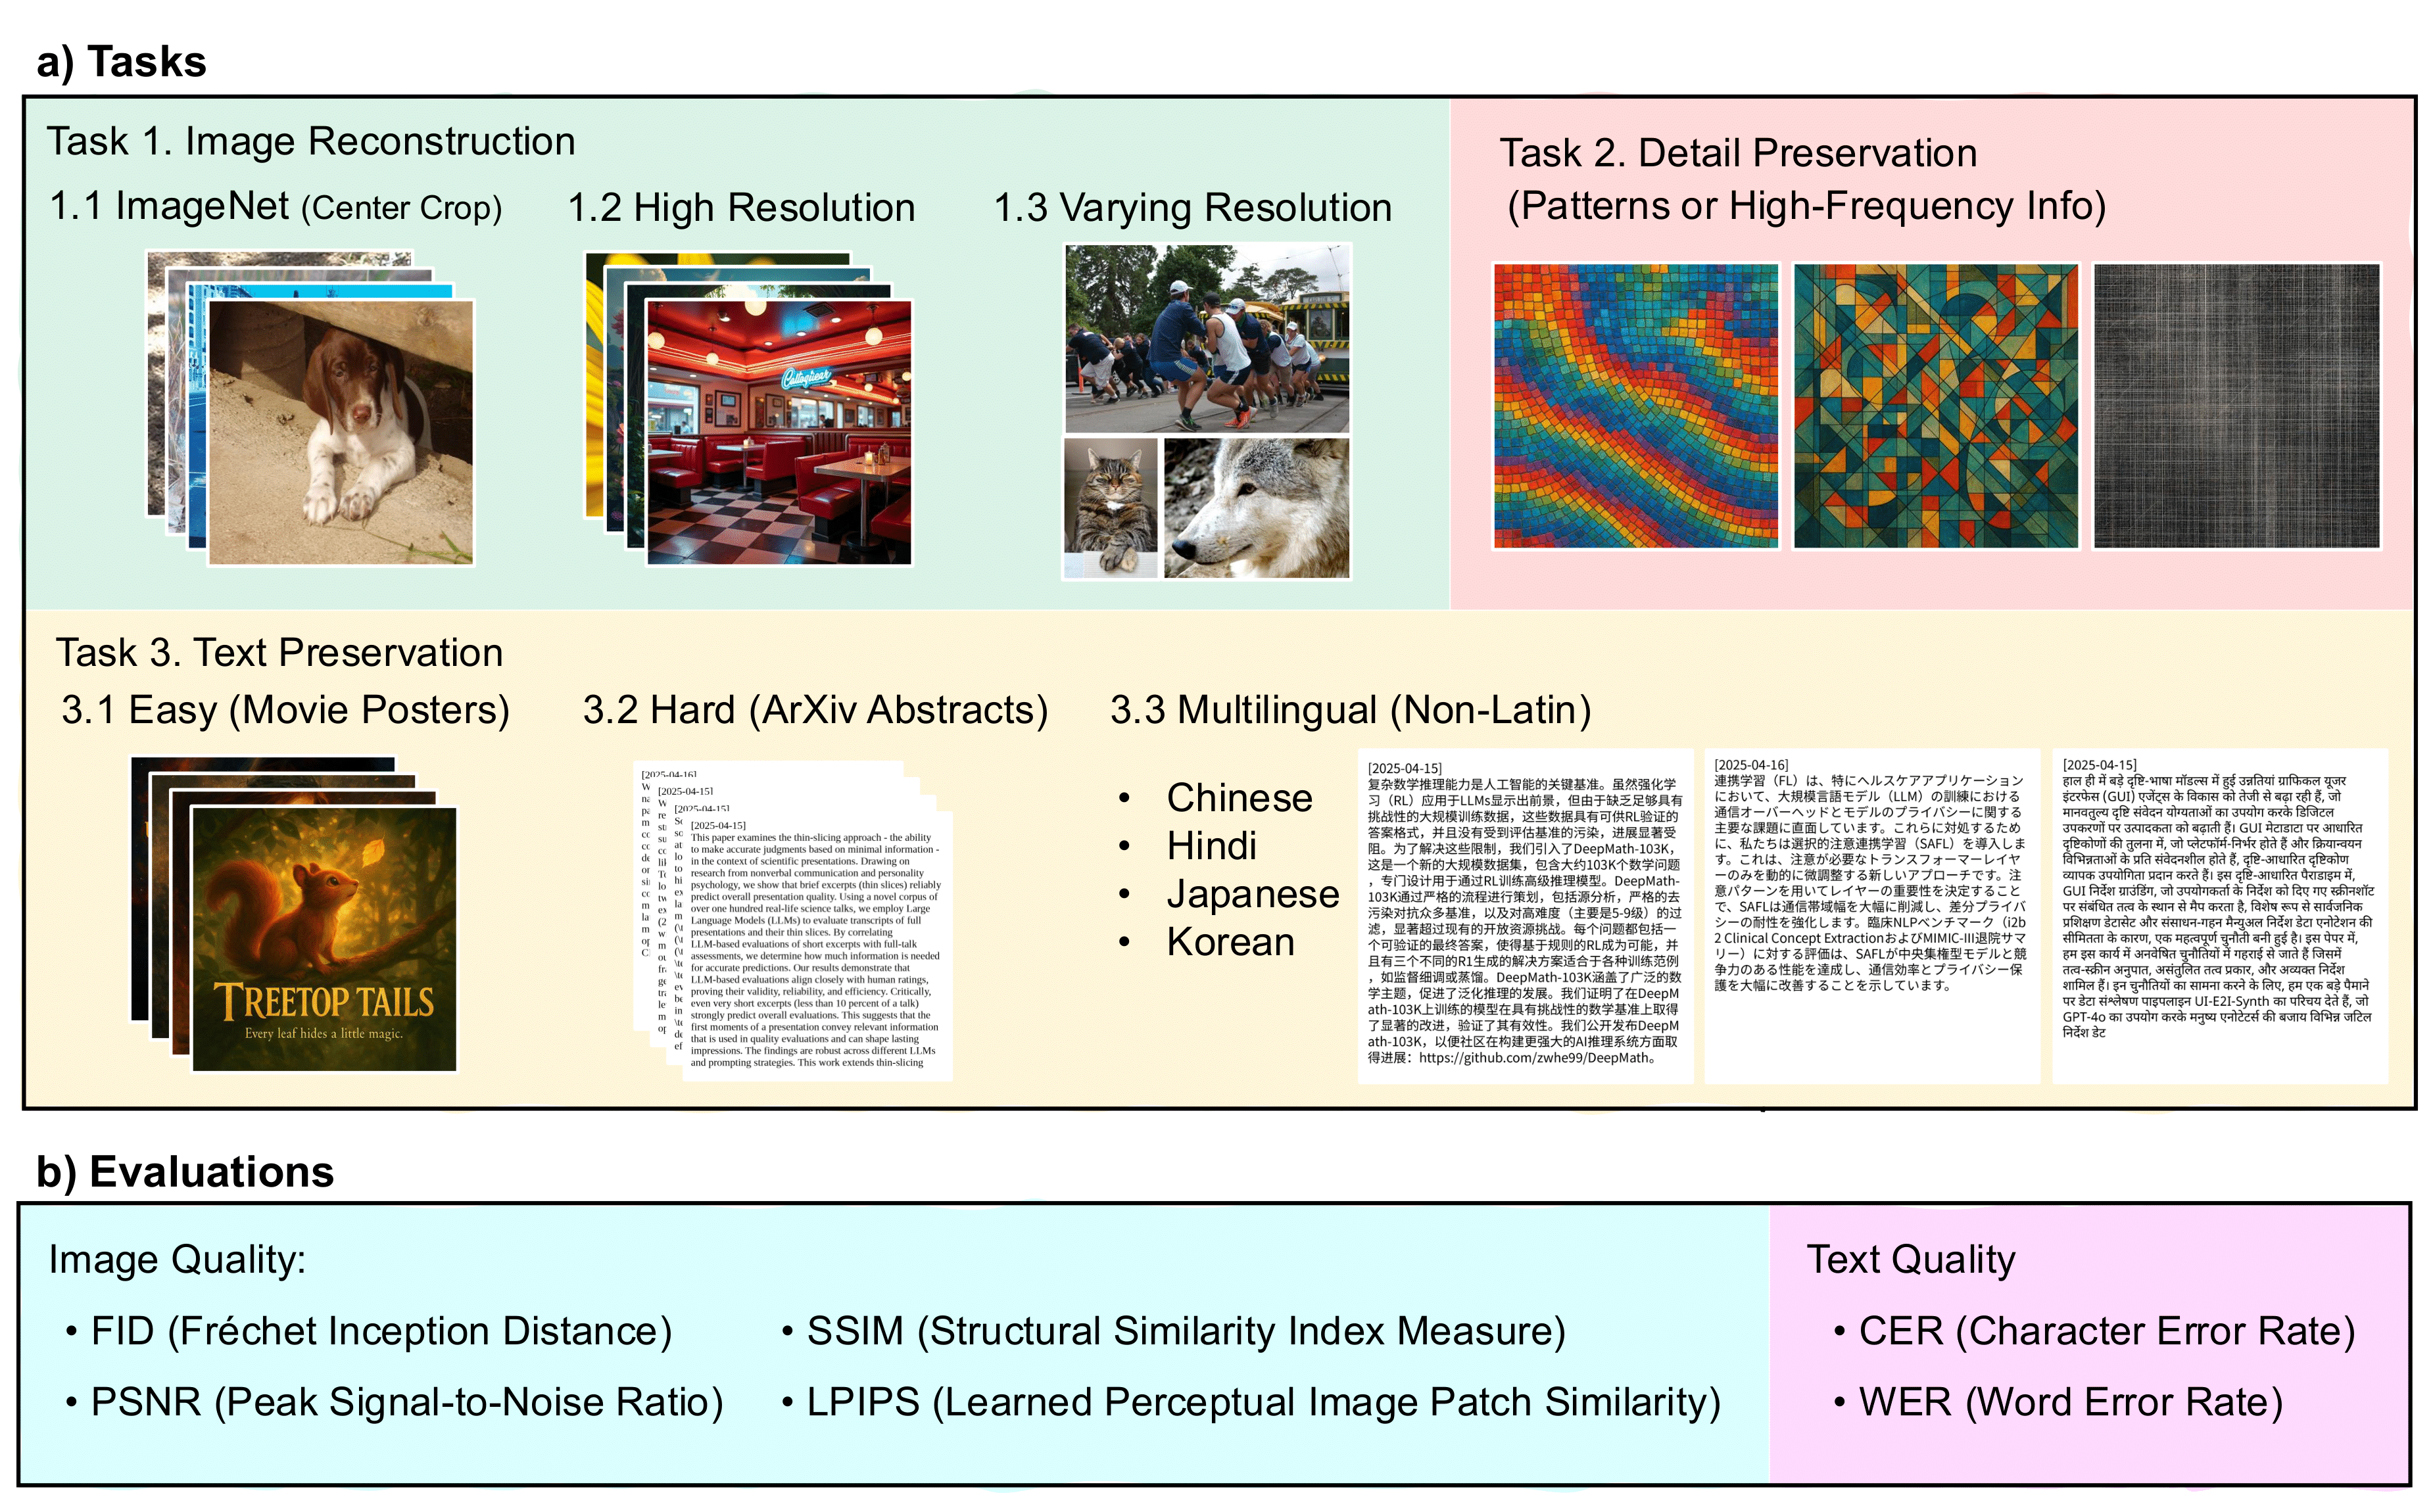 a) Tasks
Task 1. Image Reconstruction
1.1 ImageNet (Center Crop)
1.2 High Resolution
1.3 Varying Resolution
Task 2. Detail Preservation
(Patterns or High-Frequency Info)
Task 3. Text Preservation
3.1 Easy (Movie Posters)
TREETOP TAILS
Every leaf hides a little magic.
3.2 Hard (ArXiv Abstracts)
[2025-04-16]
[2025-04-15]
[2025-04-15]
[2025-04-15]
This paper examines the thin-slicing approach - the ability
to make accurate judgments based on minimal information -
in the context of scientific presentations. Drawing on
research from nonverbal communication and personality
psychology, we show that brief excerpts (thin slices) reliably
predict overall presentation quality. Using a novel corpus of
over one hundred real-life science talks, we employ Large
Language Models (LLMs) to evaluate transcripts of full
presentations and their thin slices. By correlating
LLM-based evaluations of short excerpts with full-talk
assessments, we determine how much information is needed
for accurate predictions. Our results demonstrate that
LLM-based evaluations align closely with human ratings,
proving their validity, reliability, and efficiency. Critically,
even very short excerpts (less than 10 percent of a talk)
strongly predict overall evaluations. This suggests that the
first moments of a presentation convey relevant information
that is used in quality evaluations and can shape lasting
impressions. The findings are robust across different LLMs
and prompting strategies. This work extends thin-slicing
3.3 Multilingual (Non-Latin)
• Chinese
• Hindi
• Japanese
• Korean
[2025-04-15]
复杂数学推理能力是人工智能的关键基准。虽然强化学
习（RL）应用于LLMs显示出前景，但由于缺乏足够具有
挑战性的大规模训练数据，这些数据具有可供RL验证的
答案格式，并且没有受到评估基准的污染，进展显著受
阻。为了解决这些限制，我们引入了DeepMath-103K，
这是一个新的大规模数据集，包含大约103K个数学问题
，专门设计用于通过RL训练高级推理模型。DeepMath-
103K通过严格的流程进行策划，包括源分析，严格的去
污染对抗众多基准，以及对高难度（主要是5-9级）的过
滤，显著超过现有的开放资源挑战。每个问题都包括一
个可验证的最终答案，使得基于规则的RL成为可能，并
且有三个不同的R1生成的解决方案适合于各种训练范例
，如监督细调或蒸馏。DeepMath-103K涵盖了广泛的数
学主题，促进了泛化推理的发展。我们证明了在DeepM
ath-103K上训练的模型在具有挑战性的数学基准上取得
了显著的改进，验证了其有效性。我们公开发布DeepM
ath-103K，以便社区在构建更强大的AI推理系统方面取
得进展：https://github.com/zwhe99/DeepMath。
[2025-04-16]
連携学習（FL）は、特にヘルスケアアプリケーション
において、大規模言語モデル（LLM）の訓練における
通信オーバーヘッドとモデルのプライバシーに関する
主要な課題に直面しています。これらに対処するため
に、私たちは選択的注意連携学習（SAFL）を導入しま
す。これは、注意が必要なトランスフォーマーレイヤ
ーのみを動的に微調整する新しいアプローチです。注
意パターンを用いてレイヤーの重要性を決定すること
で、SAFLは通信帯域幅を大幅に削減し、差分プライバ
シーの耐性を強化します。臨床NLPベンチマーク（i2b
2 Clinical Concept ExtractionおよびMIMIC-III退院サマ
リー）に対する評価は、SAFLが中央集権型モデルと競
争力のある性能を達成し、通信効率とプライバシー保
護を大幅に改善することを示しています。
[2025-04-15]
हाल ही में बड़े दृष्टि-भाषा मॉडल्स में हुई उन्नतियां ग्राफिकल यूजर
इंटरफेस (GUI) एजेंट्स के विकास को तेजी से बढ़ा रही हैं, जो
मानवतुल्य दृष्टि संवेदन योग्यताओं का उपयोग करके डिजिटल
उपकरणों पर उत्पादकता को बढ़ाती हैं। GUI मेटाडाटा पर आधारित
दृष्टिकोणों की तुलना में, जो प्लेटफॉर्म-निर्भर होते हैं और क्रियान्वयन
विभिन्नताओं के प्रति संवेदनशील होते हैं, दृष्टि-आधारित दृष्टिकोण
व्यापक उपयोगिता प्रदान करते हैं। इस दृष्टि-आधारित पैराडाइम में,
GUI निर्देश ग्राउंडिंग, जो उपयोगकर्ता के निर्देश को दिए गए स्क्रीनशॉट
पर संबंधित तत्व के स्थान से मैप करता है, विशेष रूप से सार्वजनिक
प्रशिक्षण डेटासेट और संसाधन-गहन मैन्युअल निर्देश डेटा एनोटेशन की
सीमितता के कारण, एक महत्वपूर्ण चुनौती बनी हुई है। इस पेपर में,
हम इस कार्य में अनवेषित चुनौतियों में गहराई से जाते हैं जिसमें
तत्व-स्क्रीन अनुपात, असंतुलित तत्व प्रकार, और अव्यक्त निर्देश
शामिल हैं। इन चुनौतियों का सामना करने के लिए, हम एक बड़े पैमाने
पर डेटा संश्लेषण पाइपलाइन UI-E2I-Synth का परिचय देते हैं, जो
GPT-4o का उपयोग करके मनुष्य एनोटेटर्स की बजाय विभिन्न जटिल
निर्देश डेट
b) Evaluations
Image Quality:
• FID (Fréchet Inception Distance)
• SSIM (Structural Similarity Index Measure)
• PSNR (Peak Signal-to-Noise Ratio)
• LPIPS (Learned Perceptual Image Patch Similarity)
Text Quality
• CER (Character Error Rate)
• WER (Word Error Rate)